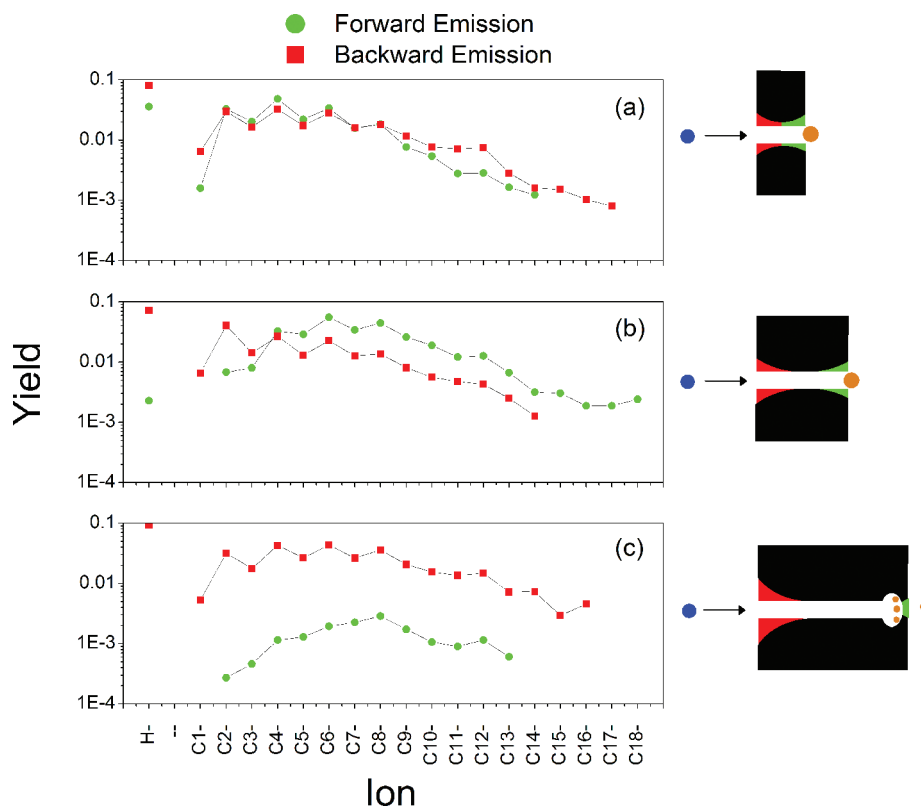 Forward Emission
Backward Emission
(a)
0.1
0.01
1E-3
1E-4
(b)
0.1
0.01
1E-3
1E-4
(c)
0.1
0.01
1E-3
1E-4
Yield
H- -- C1- C2- C3- C4- C5- C6- C7- C8- C9- C10- C11- C12- C13- C14- C15- C16- C17- C18-
Ion